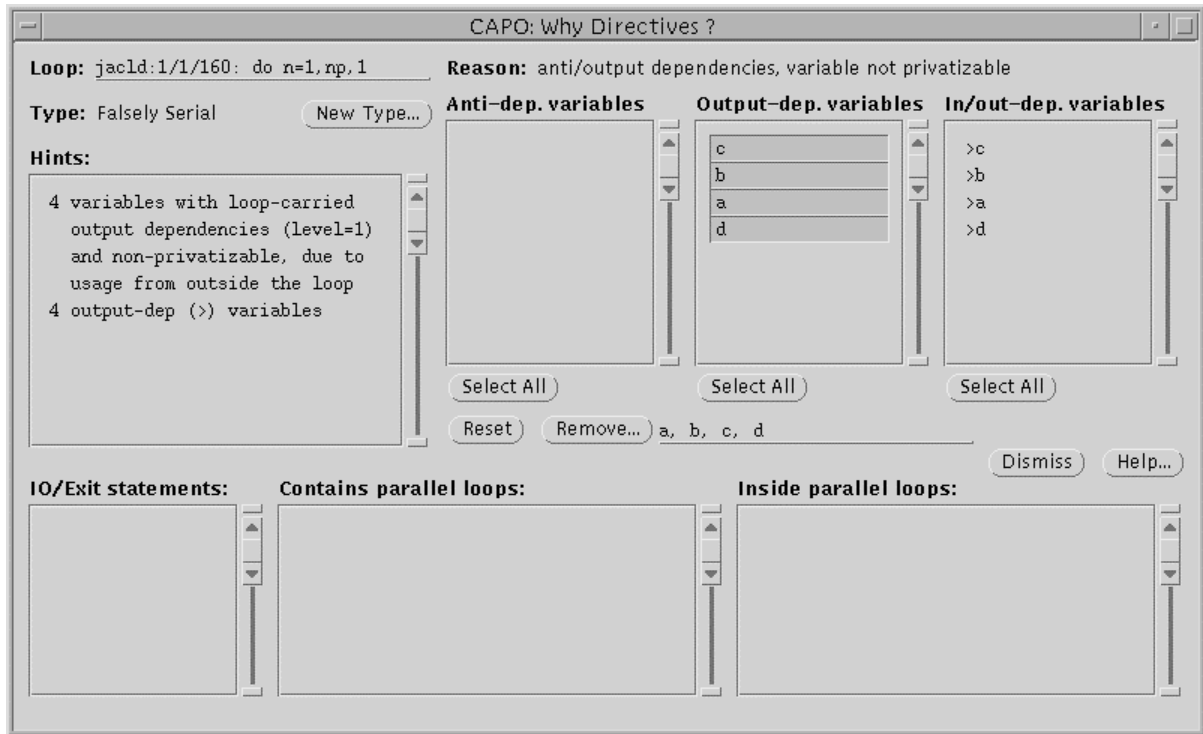 CAPO: Why Directives ?
Loop: jacld:1/1/160: do n=1,np,1
Reason: anti/output dependencies, variable not privatizable
Type: Falsely Serial
New Type...
Anti-dep. variables
Output-dep. variables
In/out-dep. variables
Hints:
4 variables with loop-carried
output dependencies (level=1)
and non-privatizable, due to
usage from outside the loop
4 output-dep (>) variables
c
b
a
d
>c
>b
>a
>d
Select All
Select All
Select All
Reset
Remove...
a, b, c, d
Dismiss
Help...
IO/Exit statements:
Contains parallel loops:
Inside parallel loops: